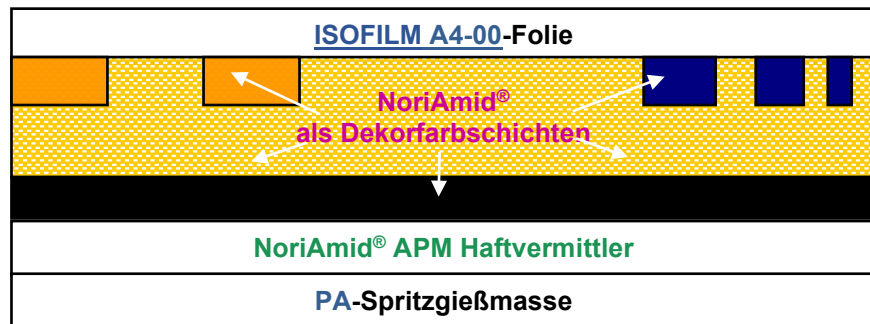 ISOFILM A4-00-Folie
NoriAmid®
als Dekorfarbschichten
NoriAmid® APM Haftvermittler
PA-Spritzgießmasse